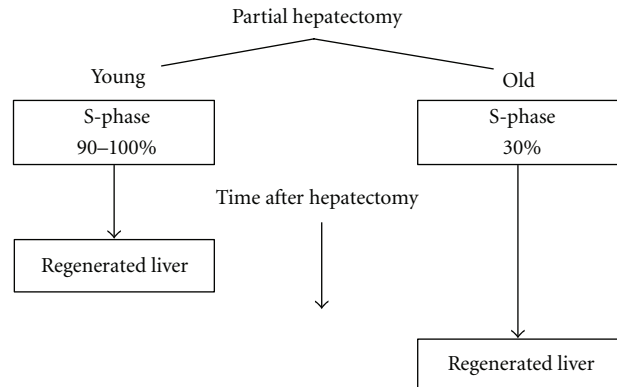 Partial hepatectomy
Young
Old
S-phase
90–100%
S-phase
30%
Time after hepatectomy
Regenerated liver
Regenerated liver